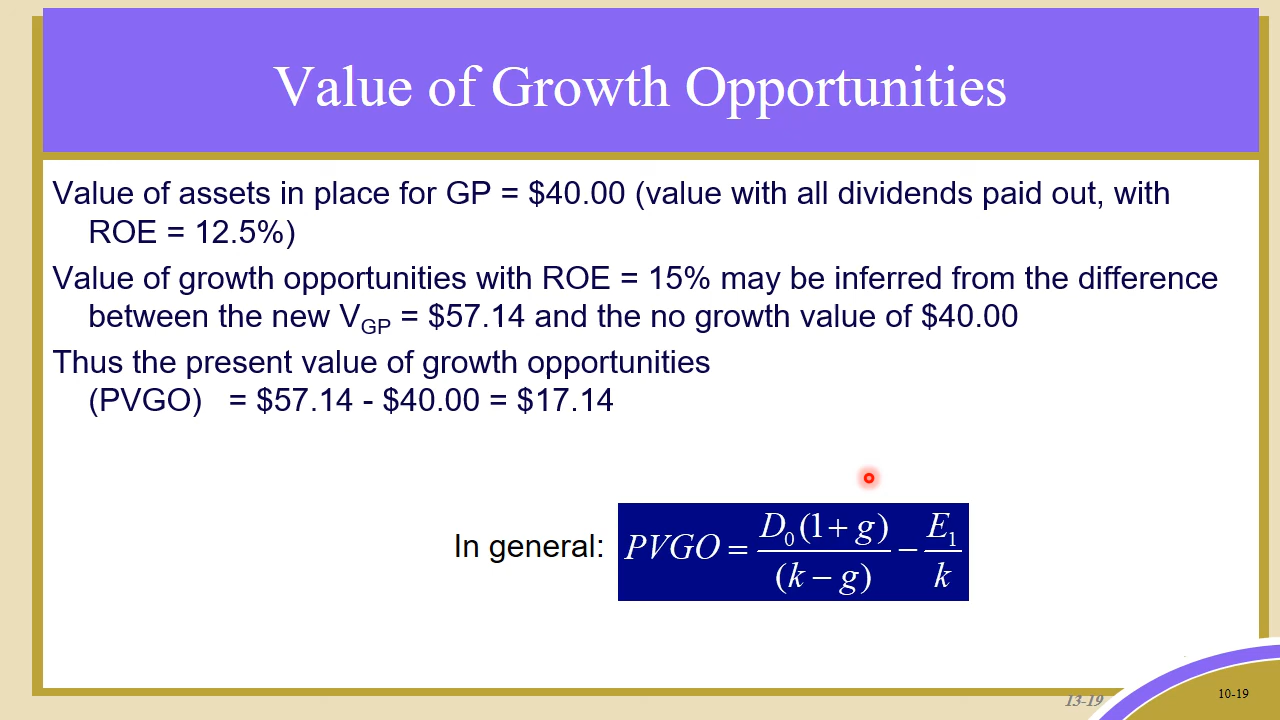 Value of Growth Opportunities
Value of assets in place for GP = $40.00 (value with all dividends paid out, with
ROE = 12.5%)
Value of growth opportunities with ROE = 15% may be inferred from the difference
between the new V_GP = $57.14 and the no growth value of $40.00
Thus the present value of growth opportunities
(PVGO) = $57.14 - $40.00 = $17.14
In general: PVGO = D₀(1+g)/(k−g) − E₁/k
13-19
10-19